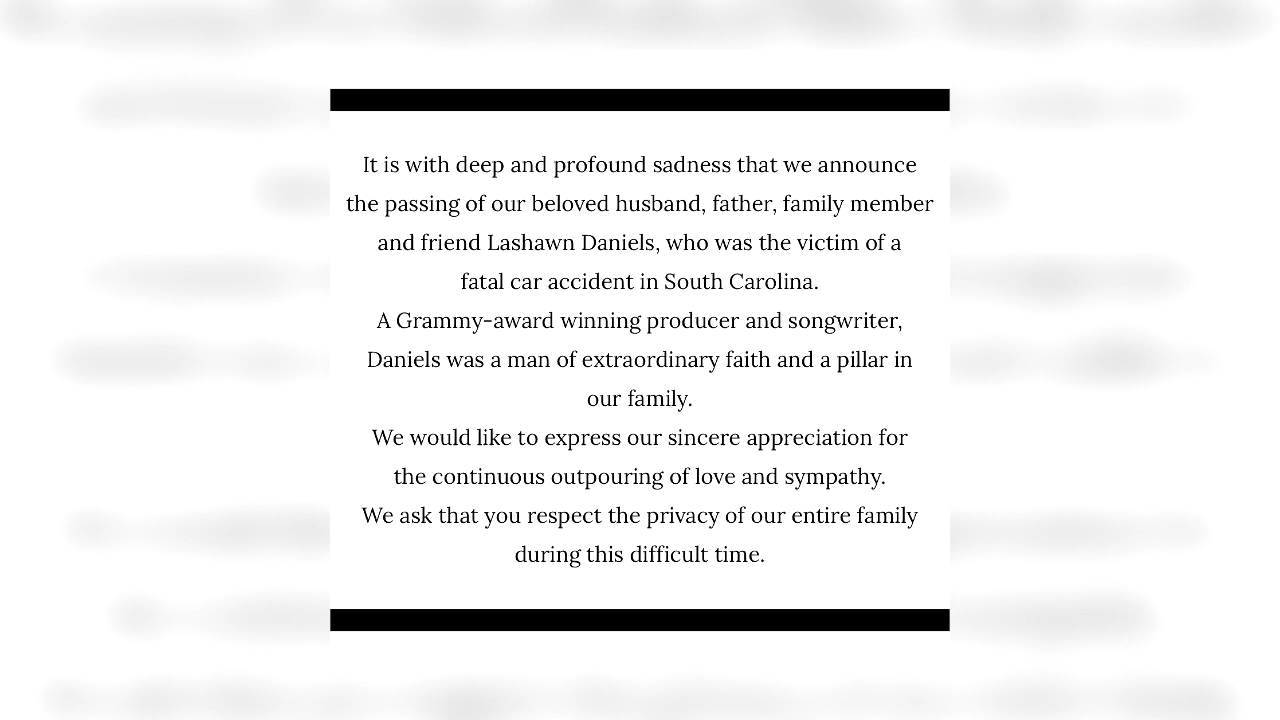 It is with deep and profound sadness that we announce
the passing of our beloved husband, father, family member
and friend Lashawn Daniels, who was the victim of a
fatal car accident in South Carolina.
A Grammy-award winning producer and songwriter,
Daniels was a man of extraordinary faith and a pillar in
our family.
We would like to express our sincere appreciation for
the continuous outpouring of love and sympathy.
We ask that you respect the privacy of our entire family
during this difficult time.